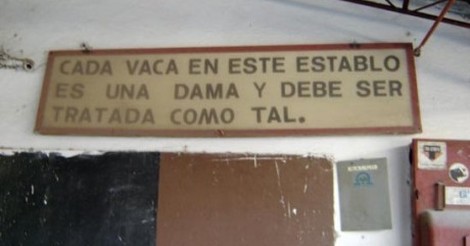 CADA VACA EN ESTE ESTABLO
ES UNA DAMA Y DEBE SER
TRATADA COMO TAL.